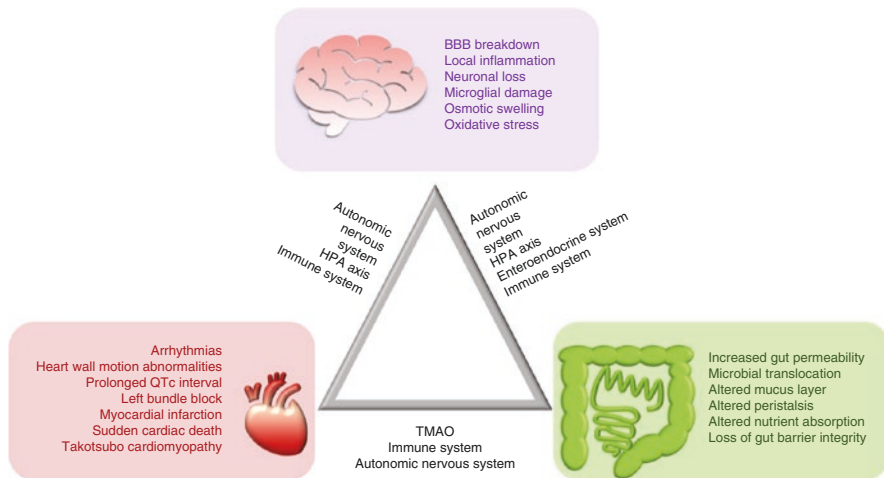 BBB breakdown
Local inflammation
Neuronal loss
Microglial damage
Osmotic swelling
Oxidative stress
Autonomic
nervous
system
HPA axis
Immune system
Autonomic
nervous
system
HPA axis
Enteroendocrine system
Immune system
Arrhythmias
Heart wall motion abnormalities
Prolonged QTc interval
Left bundle block
Myocardial infarction
Sudden cardiac death
Takotsubo cardiomyopathy
TMAO
Immune system
Autonomic nervous system
Increased gut permeability
Microbial translocation
Altered mucus layer
Altered peristalsis
Altered nutrient absorption
Loss of gut barrier integrity